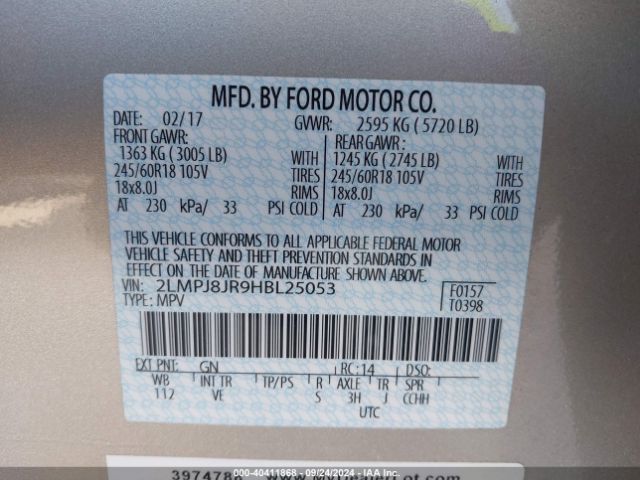 MFD. BY FORD MOTOR CO.
DATE: 02/17 GVWR: 2595 KG ( 5720 LB)
FRONT GAWR: REAR GAWR :
1363 KG ( 3005 LB) WITH 1245 KG ( 2745 LB) WITH
245/60R18 105V TIRES 245/60R18 105V TIRES
18x8.0J RIMS 18x8.0J RIMS
AT 230 kPa/ 33 PSI COLD AT 230 kPa/ 33 PSI COLD
THIS VEHICLE CONFORMS TO ALL APPLICABLE FEDERAL MOTOR
VEHICLE SAFETY AND THEFT PREVENTION STANDARDS IN
EFFECT ON THE DATE OF MANUFACTURE SHOWN ABOVE.
VIN: 2LMPJ8JR9HBL25053 F0157
TYPE: MPV T0398
EXT PNT: GN RC: 14 DSO:
WB INT TR TP/PS R AXLE TR SPR
112 VE S 3H J CCHH
UTC
000-40411868 - 09/24/2024 - IAA Inc.